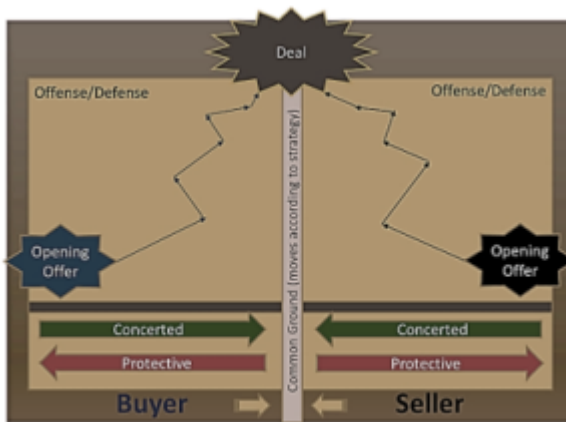 Deal
Offense/Defense
Offense/Defense
Common Ground (moves according to strategy)
Opening
Offer
Opening
Offer
Concerted
Concerted
Protective
Protective
Buyer
Seller